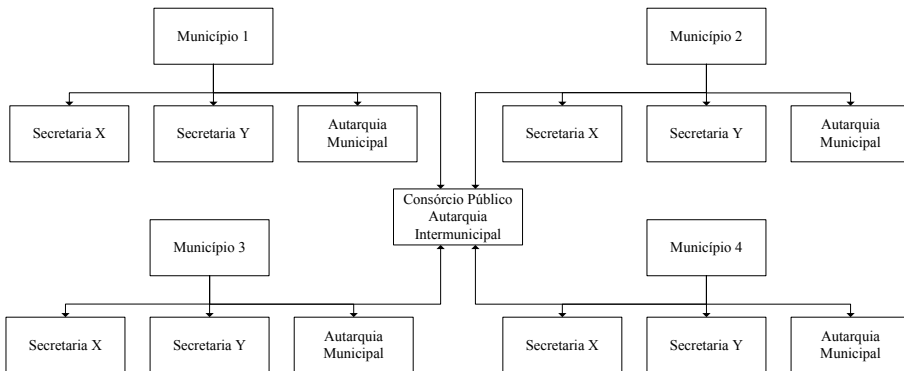 Município 1
Município 2
Secretaria X
Secretaria Y
Autarquia
Municipal
Secretaria X
Secretaria Y
Autarquia
Municipal
Consórcio Público
Autarquia
Intermunicipal
Município 3
Município 4
Secretaria X
Secretaria Y
Autarquia
Municipal
Secretaria X
Secretaria Y
Autarquia
Municipal